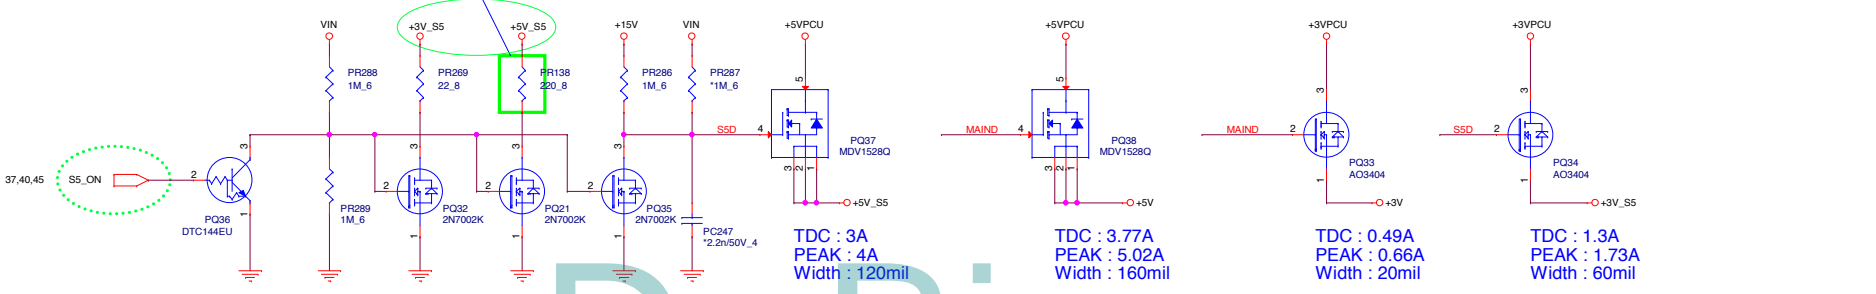 VIN
+3V_S5
+5V_S5
+15V
VIN
+5VPCU
+5VPCU
+3VPCU
+3VPCU
PR288
1M_6
PR269
22_8
PR138
220_8
PR286
1M_6
PR287
*1M_6
5
5
3
3
S5D
4
MAIND
4
MAIND
2
S5D
2
PQ37
MDV1528Q
PQ38
MDV1528Q
PQ33
AO3404
PQ34
AO3404
3
3
3
3
37,40,45
S5_ON
2
2
2
2
3
2
1
3
2
1
1
1
PQ36
DTC144EU
1
PR289
1M_6
PQ32
2N7002K
PQ21
2N7002K
PQ35
2N7002K
1
1
1
PC247
*2.2n/50V_4
+5V_S5
+5V
+3V
+3V_S5
TDC : 3A
PEAK : 4A
Width : 120mil
TDC : 3.77A
PEAK : 5.02A
Width : 160mil
TDC : 0.49A
PEAK : 0.66A
Width : 20mil
TDC : 1.3A
PEAK : 1.73A
Width : 60mil